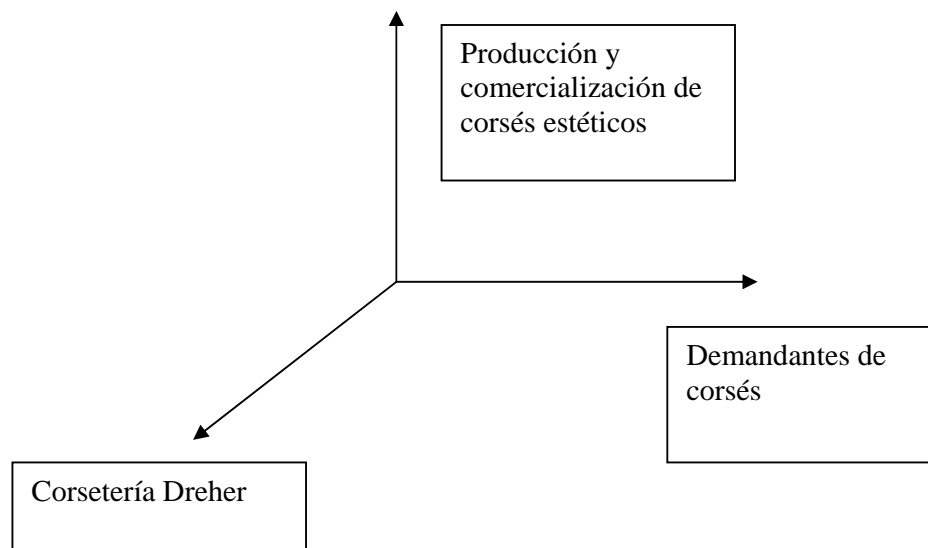 Producción y
comercialización de
corsés estéticos
Demandantes de
corsés
Corsetería Dreher